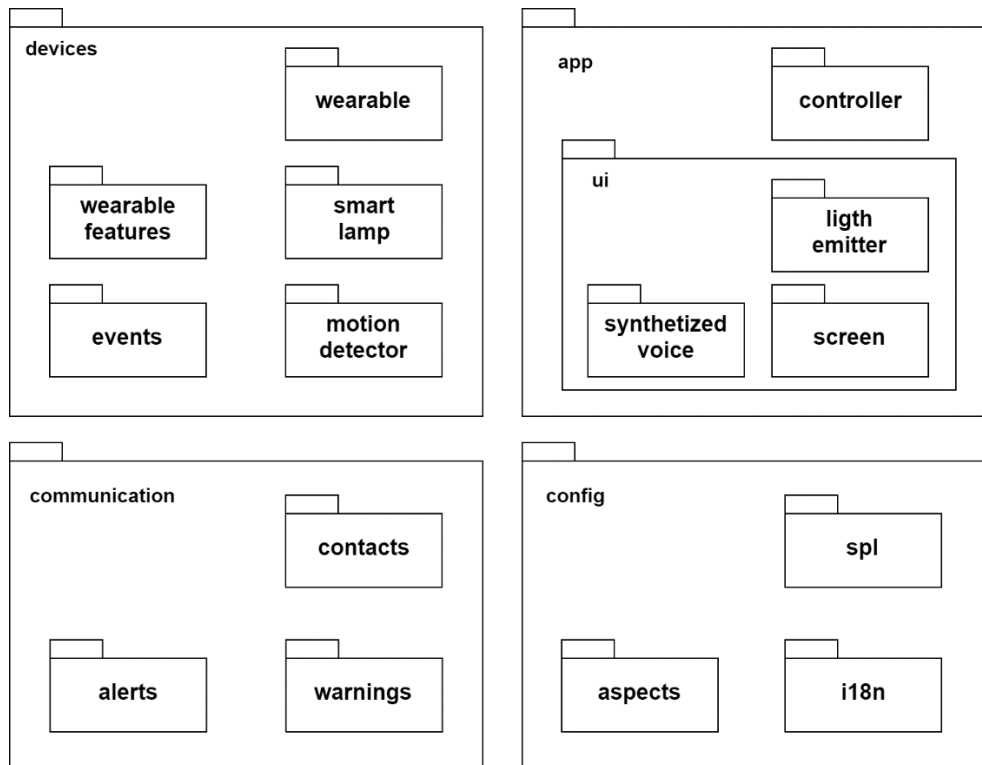 devices
wearable
wearable
features
smart
lamp
events
motion
detector
app
controller
ui
ligth
emitter
synthetized
voice
screen
communication
contacts
alerts
warnings
config
spl
aspects
i18n